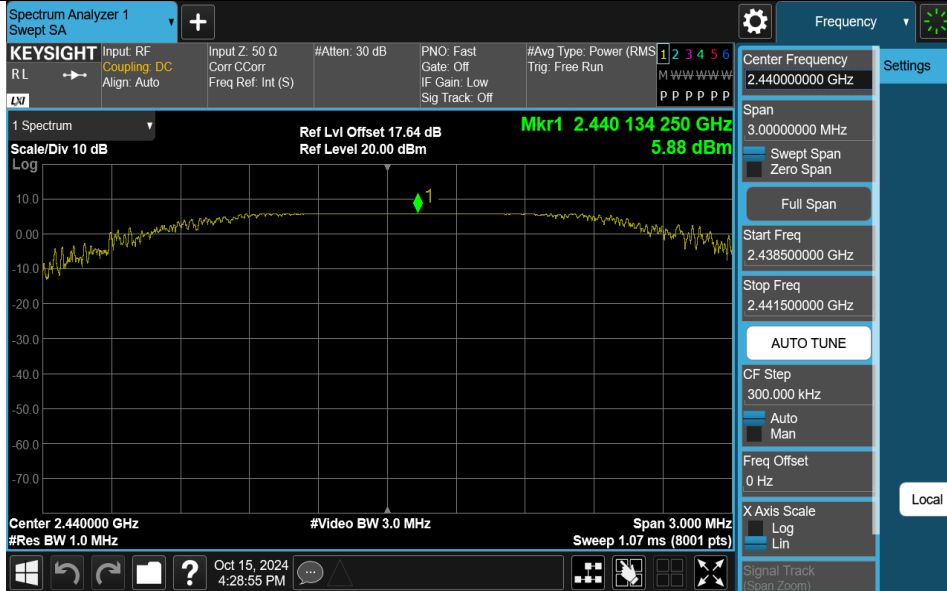 Spectrum Analyzer 1
Swept SA
+
Frequency
KEYSIGHT
R L
LXI
Input: RF
Coupling: DC
Align: Auto
Input Z: 50 Ω
Corr CCorr
Freq Ref: Int (S)
#Atten: 30 dB
PNO: Fast
Gate: Off
IF Gain: Low
Sig Track: Off
#Avg Type: Power (RMS
Trig: Free Run
1 2 3 4 5 6
M W W W W W
P P P P P P
1 Spectrum
Scale/Div 10 dB
Ref Lvl Offset 17.64 dB
Ref Level 20.00 dBm
Mkr1 2.440 134 250 GHz
5.88 dBm
Log
10.0
0.00
-10.0
-20.0
-30.0
-40.0
-50.0
-60.0
-70.0
1
Center 2.440000 GHz
#Res BW 1.0 MHz
#Video BW 3.0 MHz
Span 3.000 MHz
Sweep 1.07 ms (8001 pts)
Oct 15, 2024
4:28:55 PM
?
Center Frequency
2.440000000 GHz
Span
3.00000000 MHz
Swept Span
Zero Span
Full Span
Start Freq
2.438500000 GHz
Stop Freq
2.441500000 GHz
AUTO TUNE
CF Step
300.000 kHz
Auto
Man
Freq Offset
0 Hz
X Axis Scale
Log
Lin
Signal Track
(Span Zoom)
Settings
Local